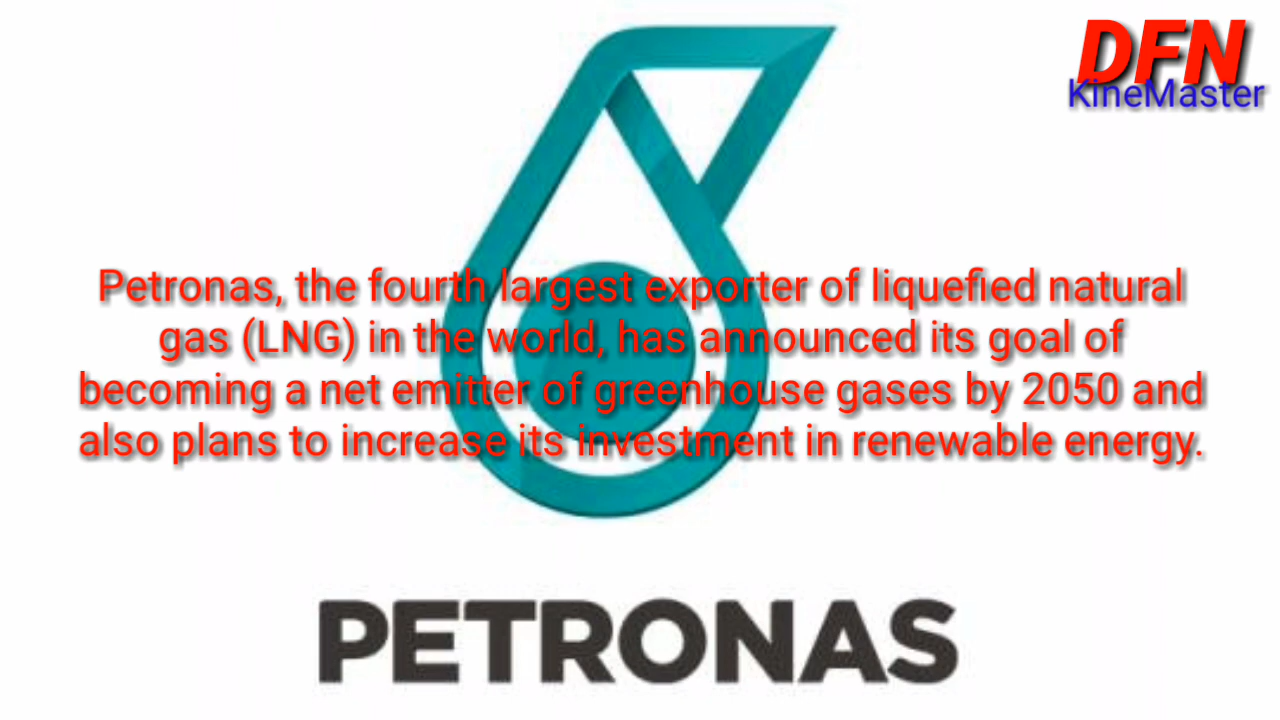 DFN
KineMaster
Petronas, the fourth largest exporter of liquefied natural
gas (LNG) in the world, has announced its goal of
becoming a net emitter of greenhouse gases by 2050 and
also plans to increase its investment in renewable energy.
PETRONAS